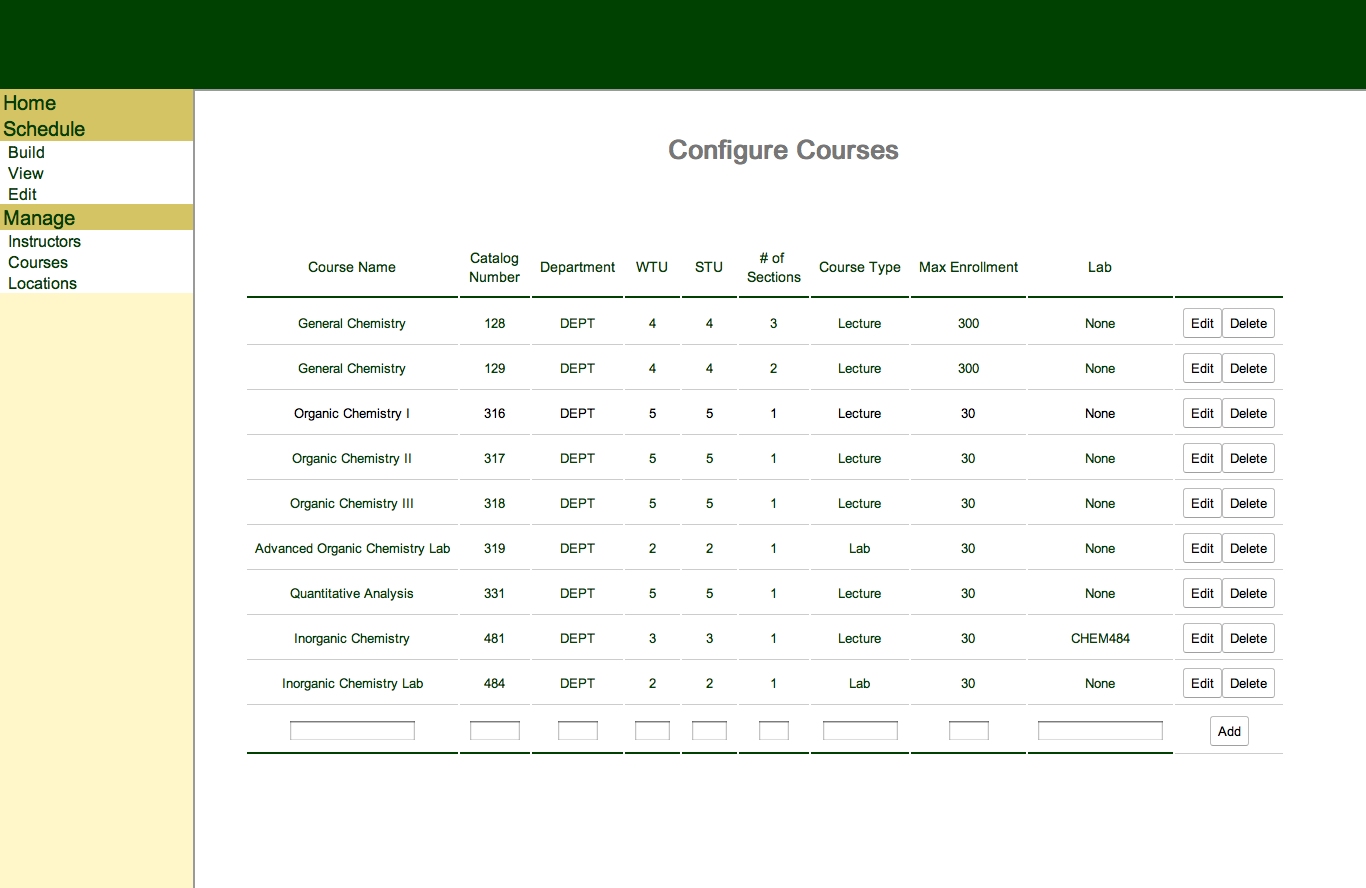 Home
Schedule
Build
View
Edit
Manage
Instructors
Courses
Locations
Configure Courses
Course Name Catalog Number Department WTU STU # of Sections Course Type Max Enrollment Lab
General Chemistry 128 DEPT 4 4 3 Lecture 300 None Edit Delete
General Chemistry 129 DEPT 4 4 2 Lecture 300 None Edit Delete
Organic Chemistry I 316 DEPT 5 5 1 Lecture 30 None Edit Delete
Organic Chemistry II 317 DEPT 5 5 1 Lecture 30 None Edit Delete
Organic Chemistry III 318 DEPT 5 5 1 Lecture 30 None Edit Delete
Advanced Organic Chemistry Lab 319 DEPT 2 2 1 Lab 30 None Edit Delete
Quantitative Analysis 331 DEPT 5 5 1 Lecture 30 None Edit Delete
Inorganic Chemistry 481 DEPT 3 3 1 Lecture 30 CHEM484 Edit Delete
Inorganic Chemistry Lab 484 DEPT 2 2 1 Lab 30 None Edit Delete
Add